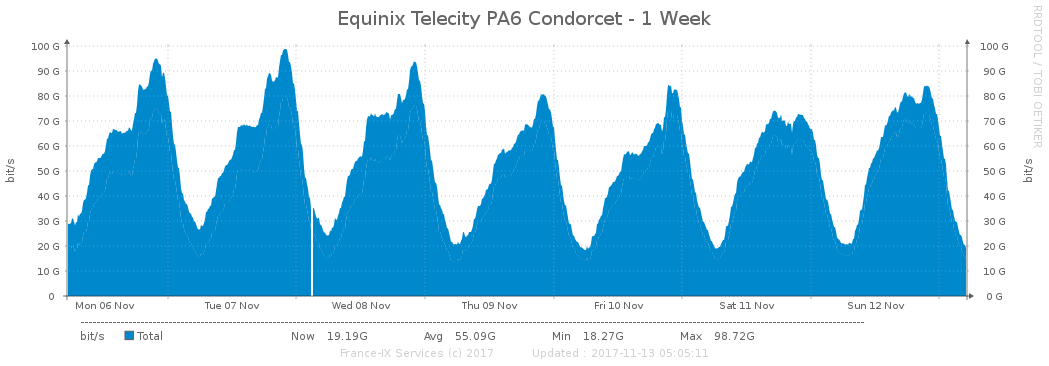 Equinix Telecity PA6 Condorcet - 1 Week
RRDTOOL / TOBI OETIKER
bit/s
100 G
90 G
80 G
70 G
60 G
50 G
40 G
30 G
20 G
10 G
0
100 G
90 G
80 G
70 G
60 G
50 G
40 G
30 G
20 G
10 G
0 G
bit/s
Mon 06 Nov Tue 07 Nov Wed 08 Nov Thu 09 Nov Fri 10 Nov Sat 11 Nov Sun 12 Nov
bit/s Total Now 19.19G Avg 55.09G Min 18.27G Max 98.72G
France-IX Services (c) 2017 Updated : 2017-11-13 05:05:11